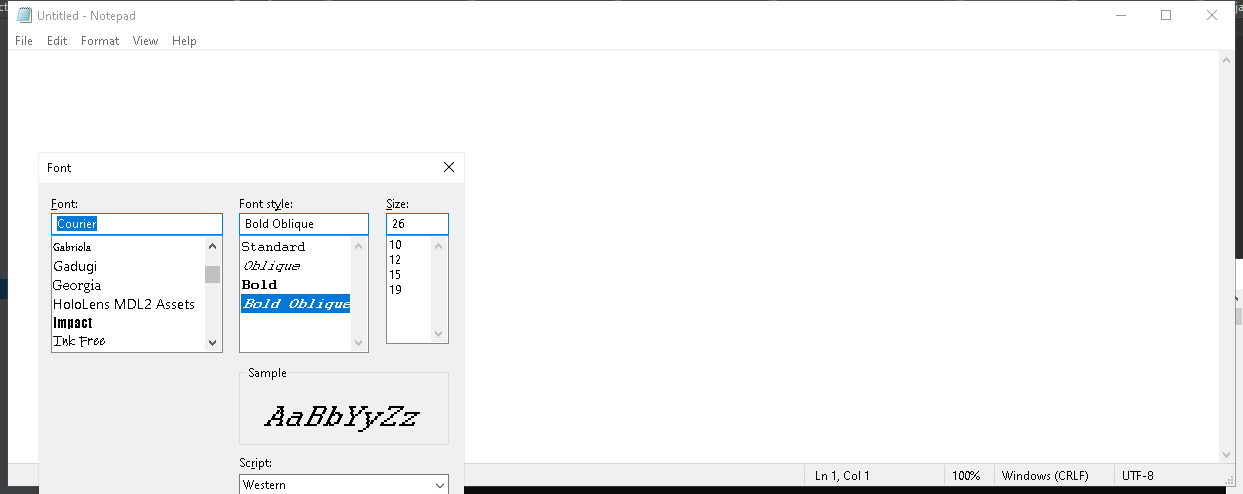 Untitled - Notepad
File Edit Format View Help
Font
Font: Font style: Size:
Courier Bold Oblique 26
Gabriola Standard 10
Gadugi Oblique 12
Georgia Bold 15
HoloLens MDL2 Assets Bold Oblique 19
Impact
Ink Free
Sample
AaBbYyZz
Script:
Western
Ln 1, Col 1 100% Windows (CRLF) UTF-8